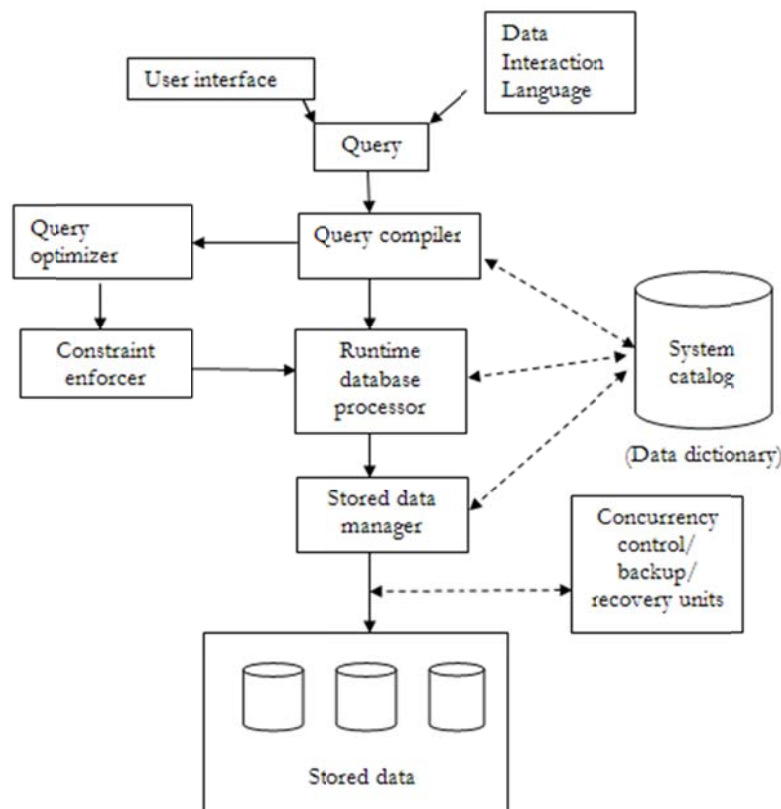 Data
Interaction
Language
User interface
Query
Query
optimizer
Query compiler
Constraint
enforcer
Runtime
database
processor
System
catalog
(Data dictionary)
Stored data
manager
Concurrency
control/
backup/
recovery units
Stored data